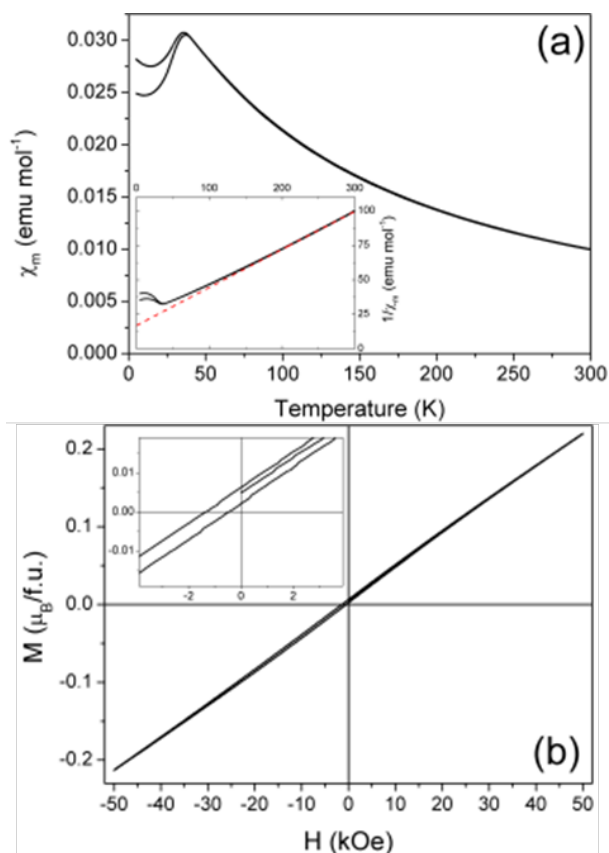 (a)
0.030
0.025
0.020
0.015
0.010
0.005
0.000
χm (emu mol-1)
0 100 200 300
100
75
50
25
0
1/χm (emu mol-1)
0 50 100 150 200 250 300
Temperature (K)
(b)
0.2
0.1
0.0
-0.1
-0.2
M (μB/f.u.)
0.01
0.00
-0.01
-2 0 2
-50 -40 -30 -20 -10 0 10 20 30 40 50
H (kOe)